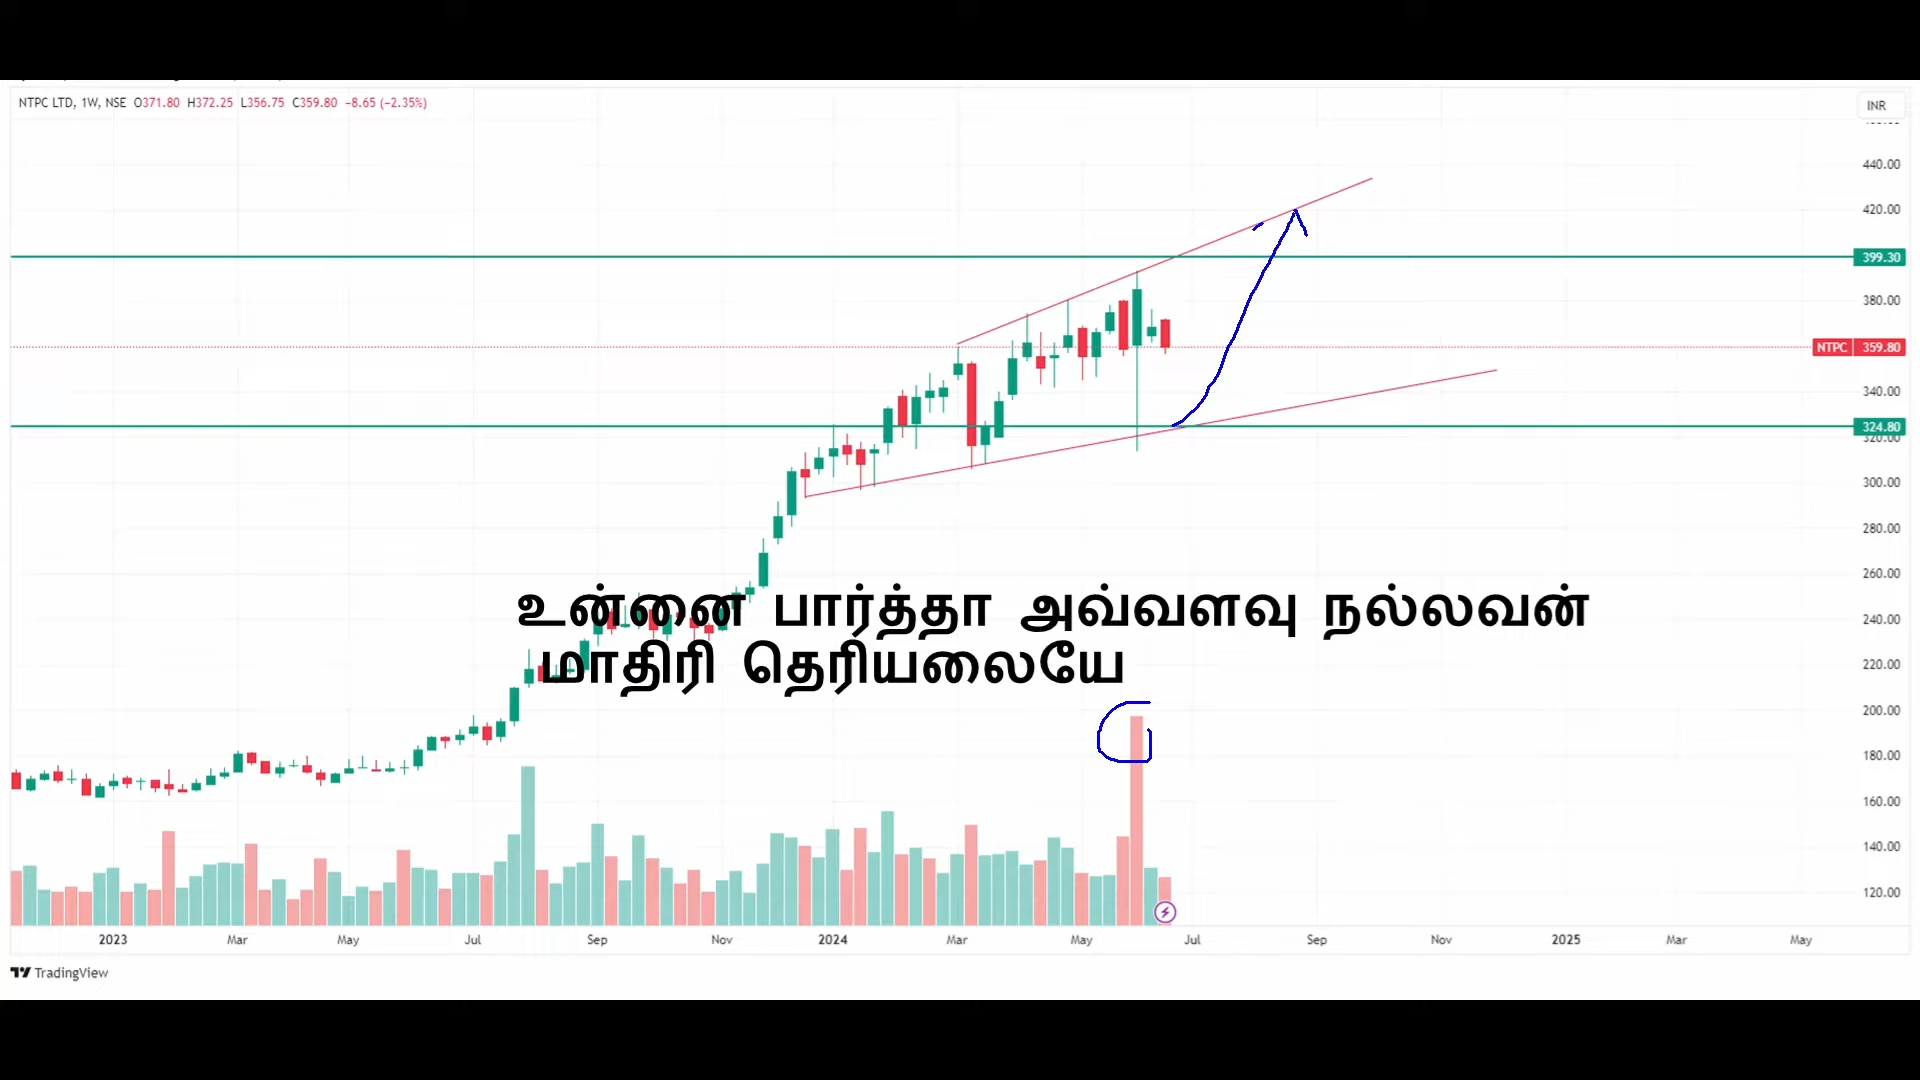 NTPC LTD, 1W, NSE O371.80 H372.25 L356.75 C359.80 −8.65 (−2.35%)
INR
440.00
420.00
399.30
380.00
NTPC 359.80
340.00
324.80
320.00
300.00
280.00
260.00
உன்னை பார்த்தா அவ்வளவு நல்லவன்
240.00
மாதிரி தெரியலையே
220.00
200.00
180.00
160.00
140.00
120.00
2023 Mar May Jul Sep Nov 2024 Mar May Jul Sep Nov 2025 Mar May
TradingView